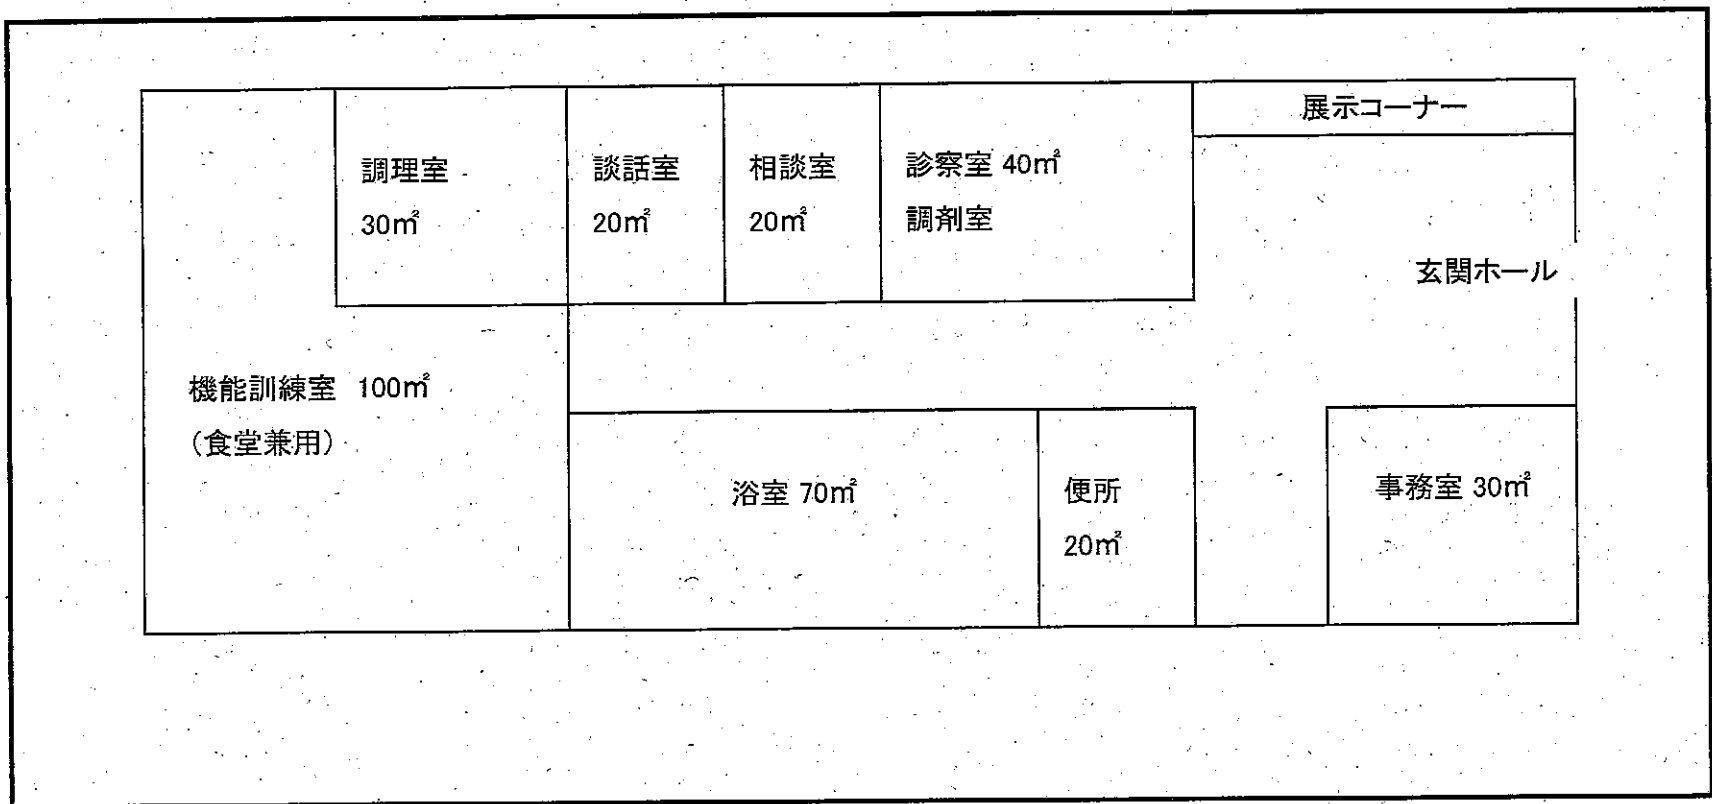 展示コーナー
調理室
30㎡
談話室
20㎡
相談室
20㎡
診察室 40㎡
調剤室
玄関ホール
機能訓練室 100㎡
（食堂兼用）
浴室 70㎡
便所
20㎡
事務室 30㎡